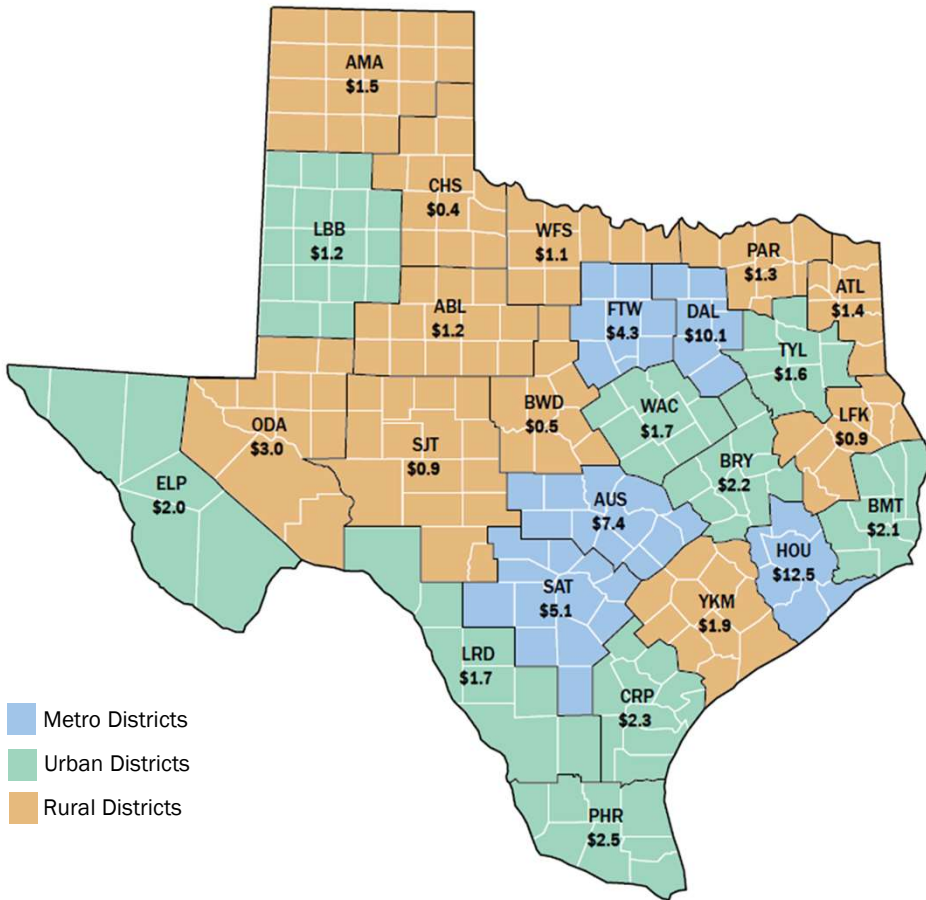 AMA
$1.5
CHS
$0.4
LBB
$1.2
WFS
$1.1
PAR
$1.3
ATL
$1.4
ABL
$1.2
FTW
$4.3
DAL
$10.1
TYL
$1.6
ODA
$3.0
SJT
$0.9
BWD
$0.5
WAC
$1.7
LFK
$0.9
ELP
$2.0
BRY
$2.2
AUS
$7.4
BMT
$2.1
HOU
$12.5
SAT
$5.1
YKM
$1.9
LRD
$1.7
CRP
$2.3
PHR
$2.5
Metro Districts
Urban Districts
Rural Districts